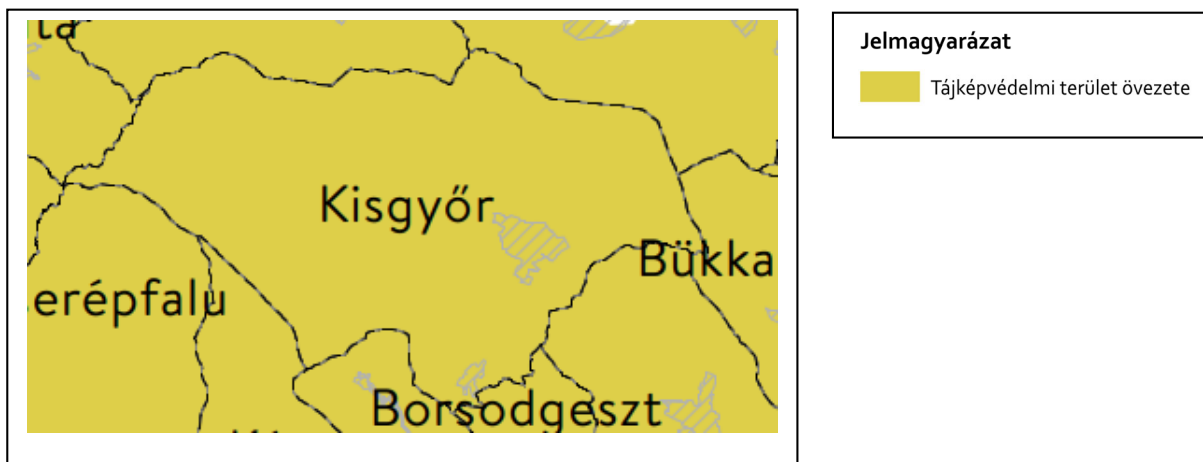 Kisgyőr
Bükka
erépfalu
Borsodgeszt
Jelmagyarázat
Tájképvédelmi terület övezete